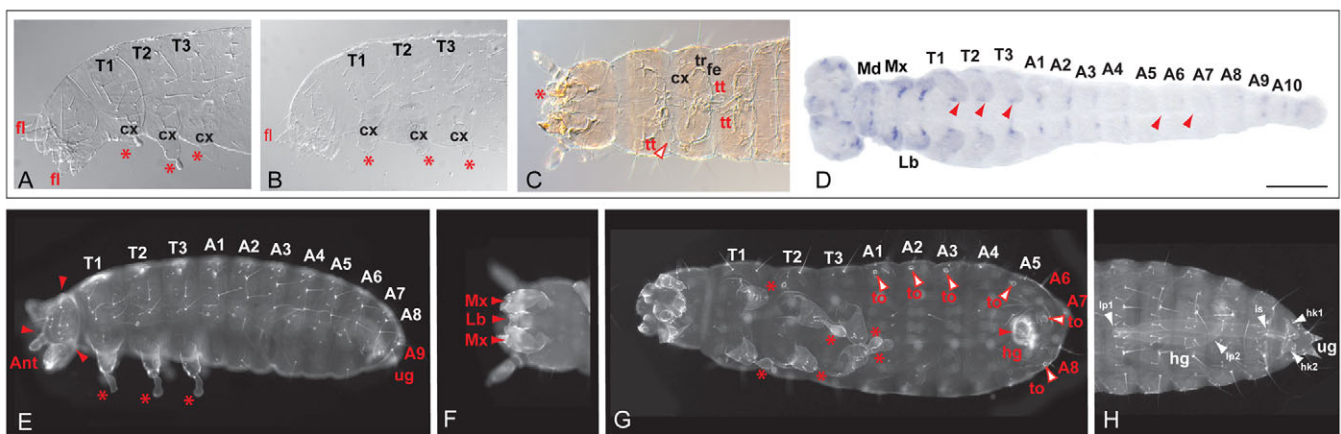 T1 T2 T3
fl
fl
cx cx cx
* * *
A
T1 T2 T3
fl
cx cx cx
* * *
B
*
tr
cx fe
tt
tt
tt
C
Md Mx T1 T2 T3 A1 A2 A3 A4 A5 A6 A7 A8 A9 A10
Lb
D
T1 T2 T3 A1 A2 A3 A4 A5 A6 A7 A8 A9
Ant
ug
* * *
E
Mx
Lb
Mx
F
T1 T2 T3 A1 A2 A3 A4 A5 A6 A7 A8
*
to to to to to
* *
hg
* * *
to
G
lp1 is hk1
ug
hg lp2 hk2
H